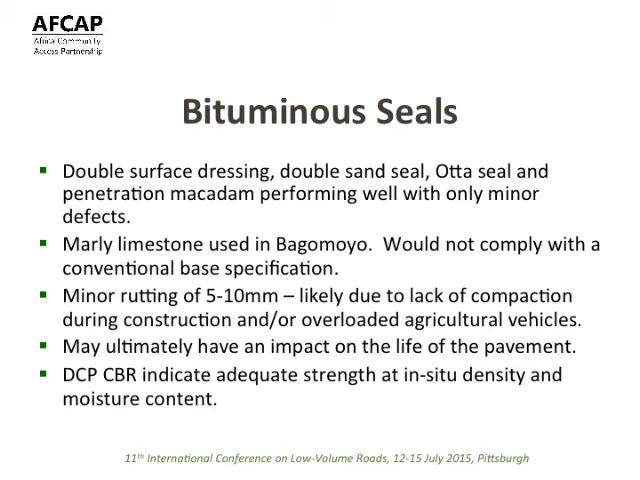 AFCAP
Africa Community
Access Partnership
Bituminous Seals
▪ Double surface dressing, double sand seal, Otta seal and
penetration macadam performing well with only minor
defects.
▪ Marly limestone used in Bagomoyo.  Would not comply with a
conventional base specification.
▪ Minor rutting of 5-10mm – likely due to lack of compaction
during construction and/or overloaded agricultural vehicles.
▪ May ultimately have an impact on the life of the pavement.
▪ DCP CBR indicate adequate strength at in-situ density and
moisture content.
11th International Conference on Low-Volume Roads, 12-15 July 2015, Pittsburgh